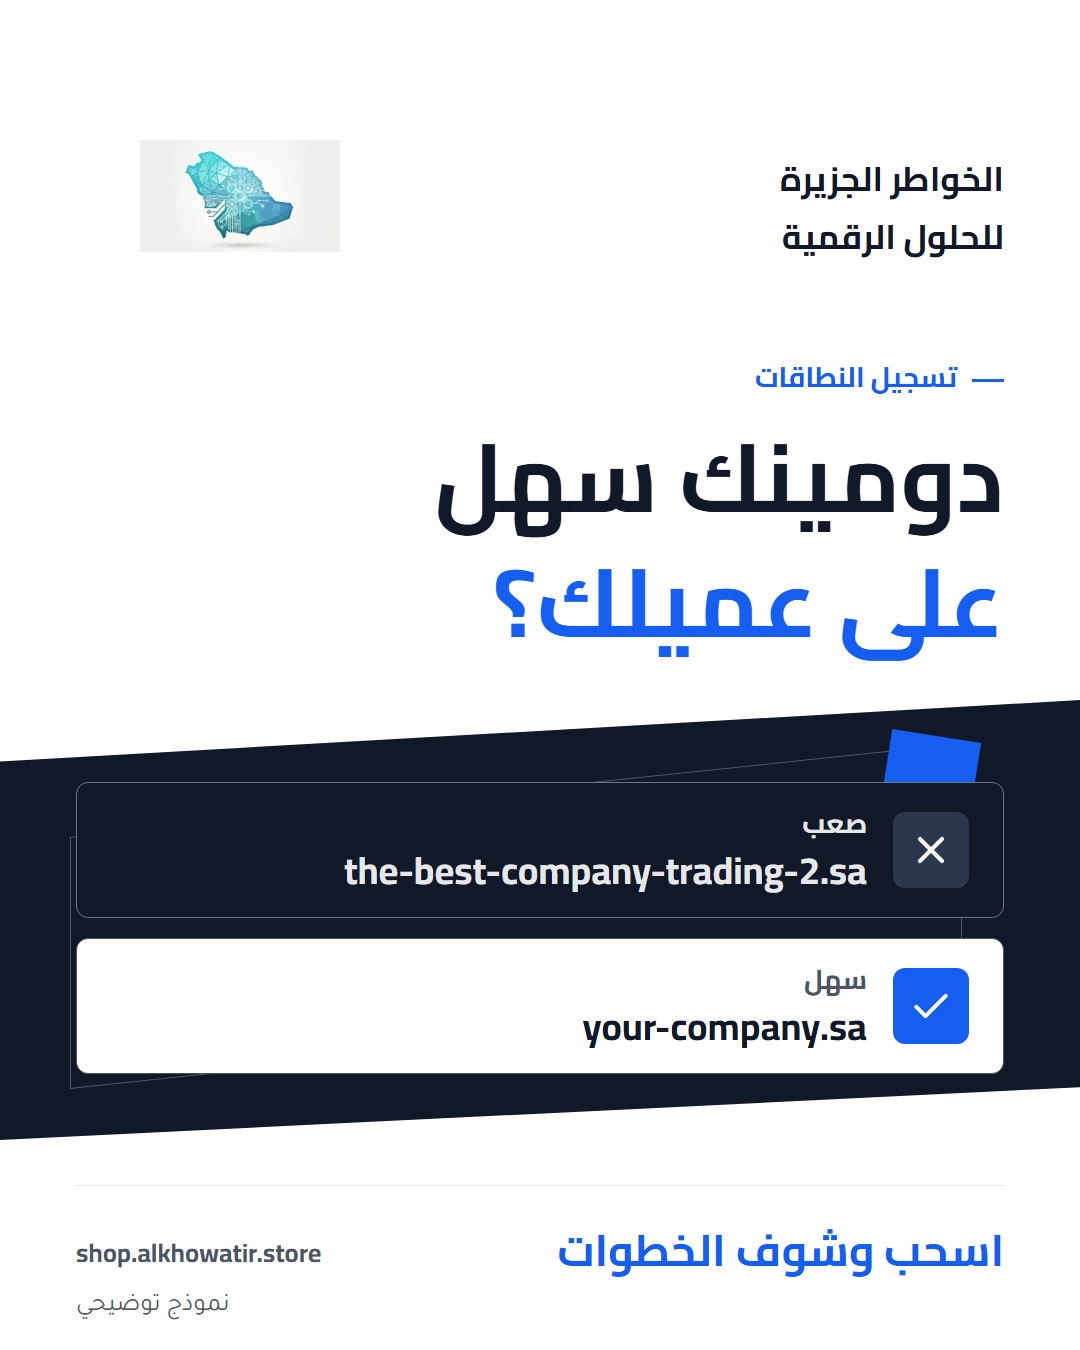 الخواطر الجزيرة
للحلول الرقمية
تسجيل النطاقات
دومينك سهل
على عميلك؟
صعب
the-best-company-trading-2.sa
سهل
your-company.sa
اسحب وشوف الخطوات
shop.alkhowatir.store
نموذج توضيحي